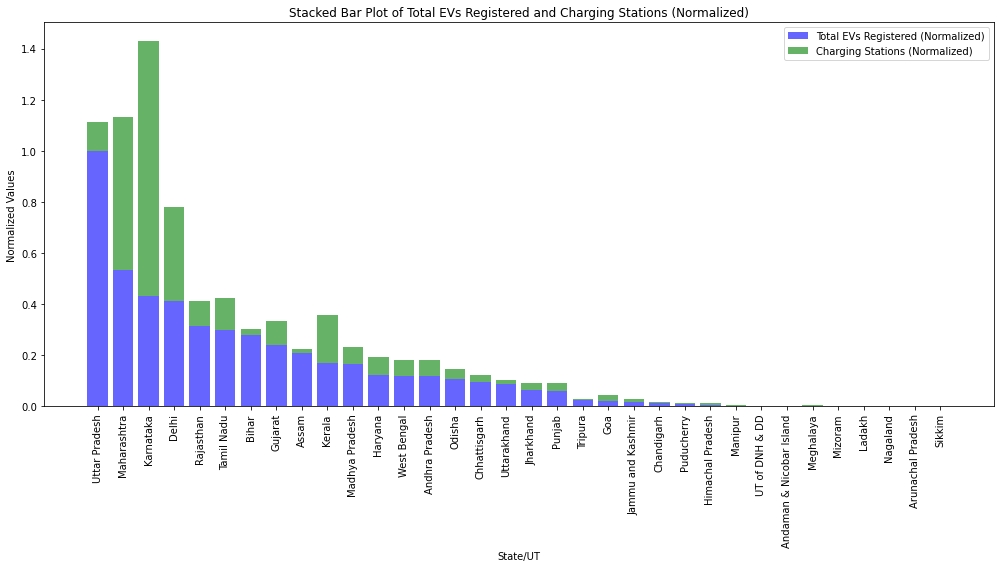 Stacked Bar Plot of Total EVs Registered and Charging Stations (Normalized)
Total EVs Registered (Normalized)
Charging Stations (Normalized)
Normalized Values
1.4
1.2
1.0
0.8
0.6
0.4
0.2
0.0
Uttar Pradesh
Maharashtra
Karnataka
Delhi
Rajasthan
Tamil Nadu
Bihar
Gujarat
Assam
Kerala
Madhya Pradesh
Haryana
West Bengal
Andhra Pradesh
Odisha
Chhattisgarh
Uttarakhand
Jharkhand
Punjab
Tripura
Goa
Jammu and Kashmir
Chandigarh
Puducherry
Himachal Pradesh
Manipur
UT of DNH & DD
Andaman & Nicobar Island
Meghalaya
Mizoram
Ladakh
Nagaland
Arunachal Pradesh
Sikkim
State/UT